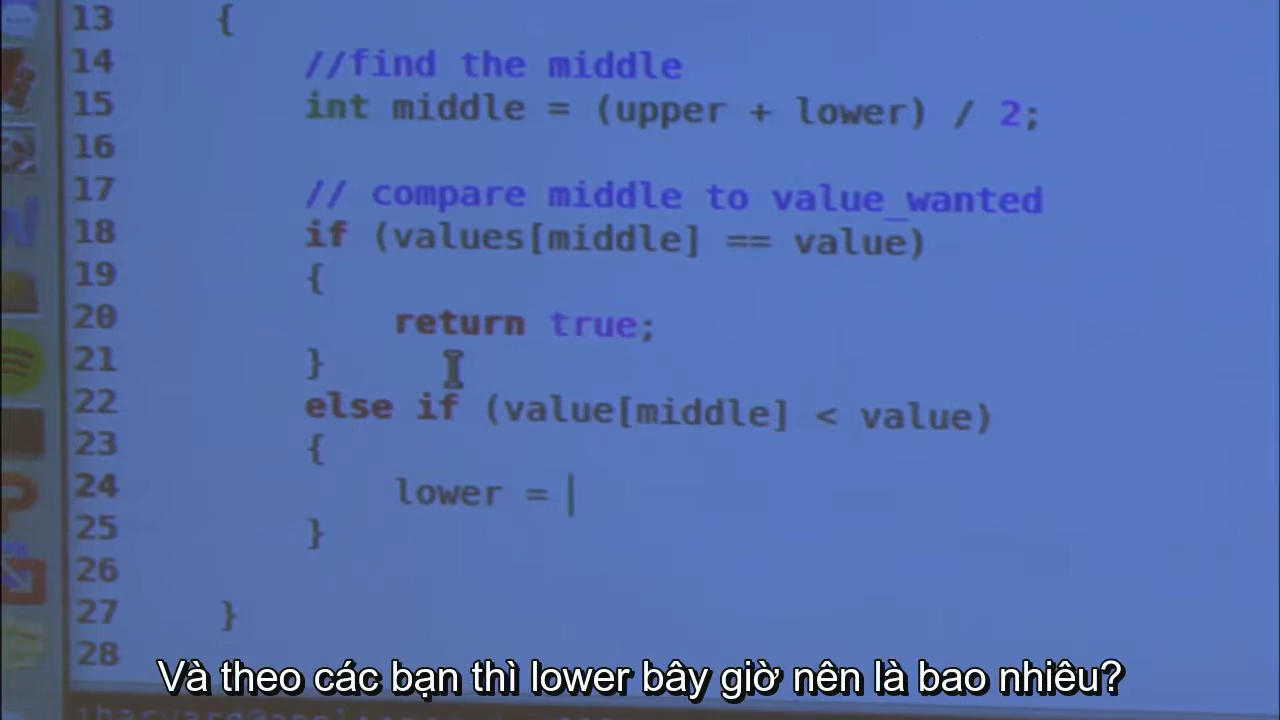 13 {
14 //find the middle
15 int middle = (upper + lower) / 2;
16
17 // compare middle to value_wanted
18 if (values[middle] == value)
19 {
20 return true;
21 }
22 else if (value[middle] < value)
23 {
24 lower =
25 }
26
27 }
28
Và theo các bạn thì lower bây giờ nên là bao nhiêu?